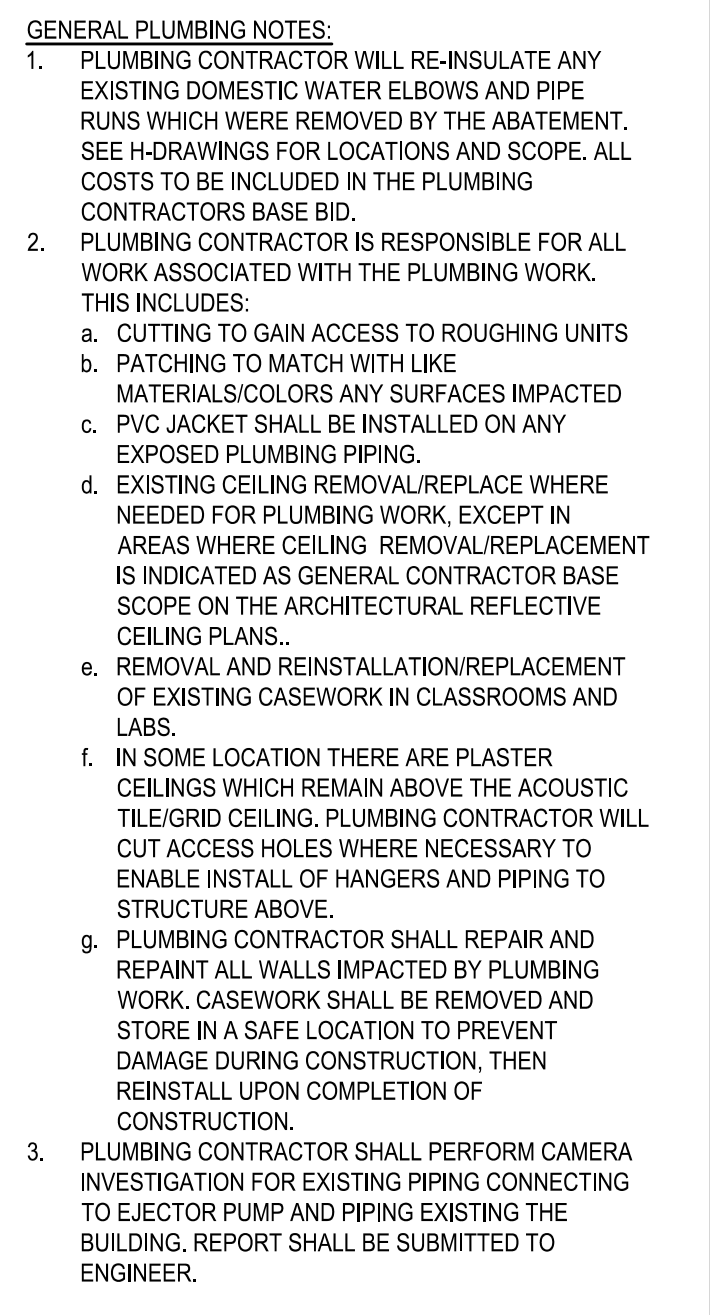 GENERAL PLUMBING NOTES:
1. PLUMBING CONTRACTOR WILL RE-INSULATE ANY
EXISTING DOMESTIC WATER ELBOWS AND PIPE
RUNS WHICH WERE REMOVED BY THE ABATEMENT.
SEE H-DRAWINGS FOR LOCATIONS AND SCOPE. ALL
COSTS TO BE INCLUDED IN THE PLUMBING
CONTRACTORS BASE BID.
2. PLUMBING CONTRACTOR IS RESPONSIBLE FOR ALL
WORK ASSOCIATED WITH THE PLUMBING WORK.
THIS INCLUDES:
a. CUTTING TO GAIN ACCESS TO ROUGHING UNITS
b. PATCHING TO MATCH WITH LIKE
MATERIALS/COLORS ANY SURFACES IMPACTED
c. PVC JACKET SHALL BE INSTALLED ON ANY
EXPOSED PLUMBING PIPING.
d. EXISTING CEILING REMOVAL/REPLACE WHERE
NEEDED FOR PLUMBING WORK, EXCEPT IN
AREAS WHERE CEILING REMOVAL/REPLACEMENT
IS INDICATED AS GENERAL CONTRACTOR BASE
SCOPE ON THE ARCHITECTURAL REFLECTIVE
CEILING PLANS..
e. REMOVAL AND REINSTALLATION/REPLACEMENT
OF EXISTING CASEWORK IN CLASSROOMS AND
LABS.
f. IN SOME LOCATION THERE ARE PLASTER
CEILINGS WHICH REMAIN ABOVE THE ACOUSTIC
TILE/GRID CEILING. PLUMBING CONTRACTOR WILL
CUT ACCESS HOLES WHERE NECESSARY TO
ENABLE INSTALL OF HANGERS AND PIPING TO
STRUCTURE ABOVE.
g. PLUMBING CONTRACTOR SHALL REPAIR AND
REPAINT ALL WALLS IMPACTED BY PLUMBING
WORK. CASEWORK SHALL BE REMOVED AND
STORE IN A SAFE LOCATION TO PREVENT
DAMAGE DURING CONSTRUCTION, THEN
REINSTALL UPON COMPLETION OF
CONSTRUCTION.
3. PLUMBING CONTRACTOR SHALL PERFORM CAMERA
INVESTIGATION FOR EXISTING PIPING CONNECTING
TO EJECTOR PUMP AND PIPING EXISTING THE
BUILDING. REPORT SHALL BE SUBMITTED TO
ENGINEER.